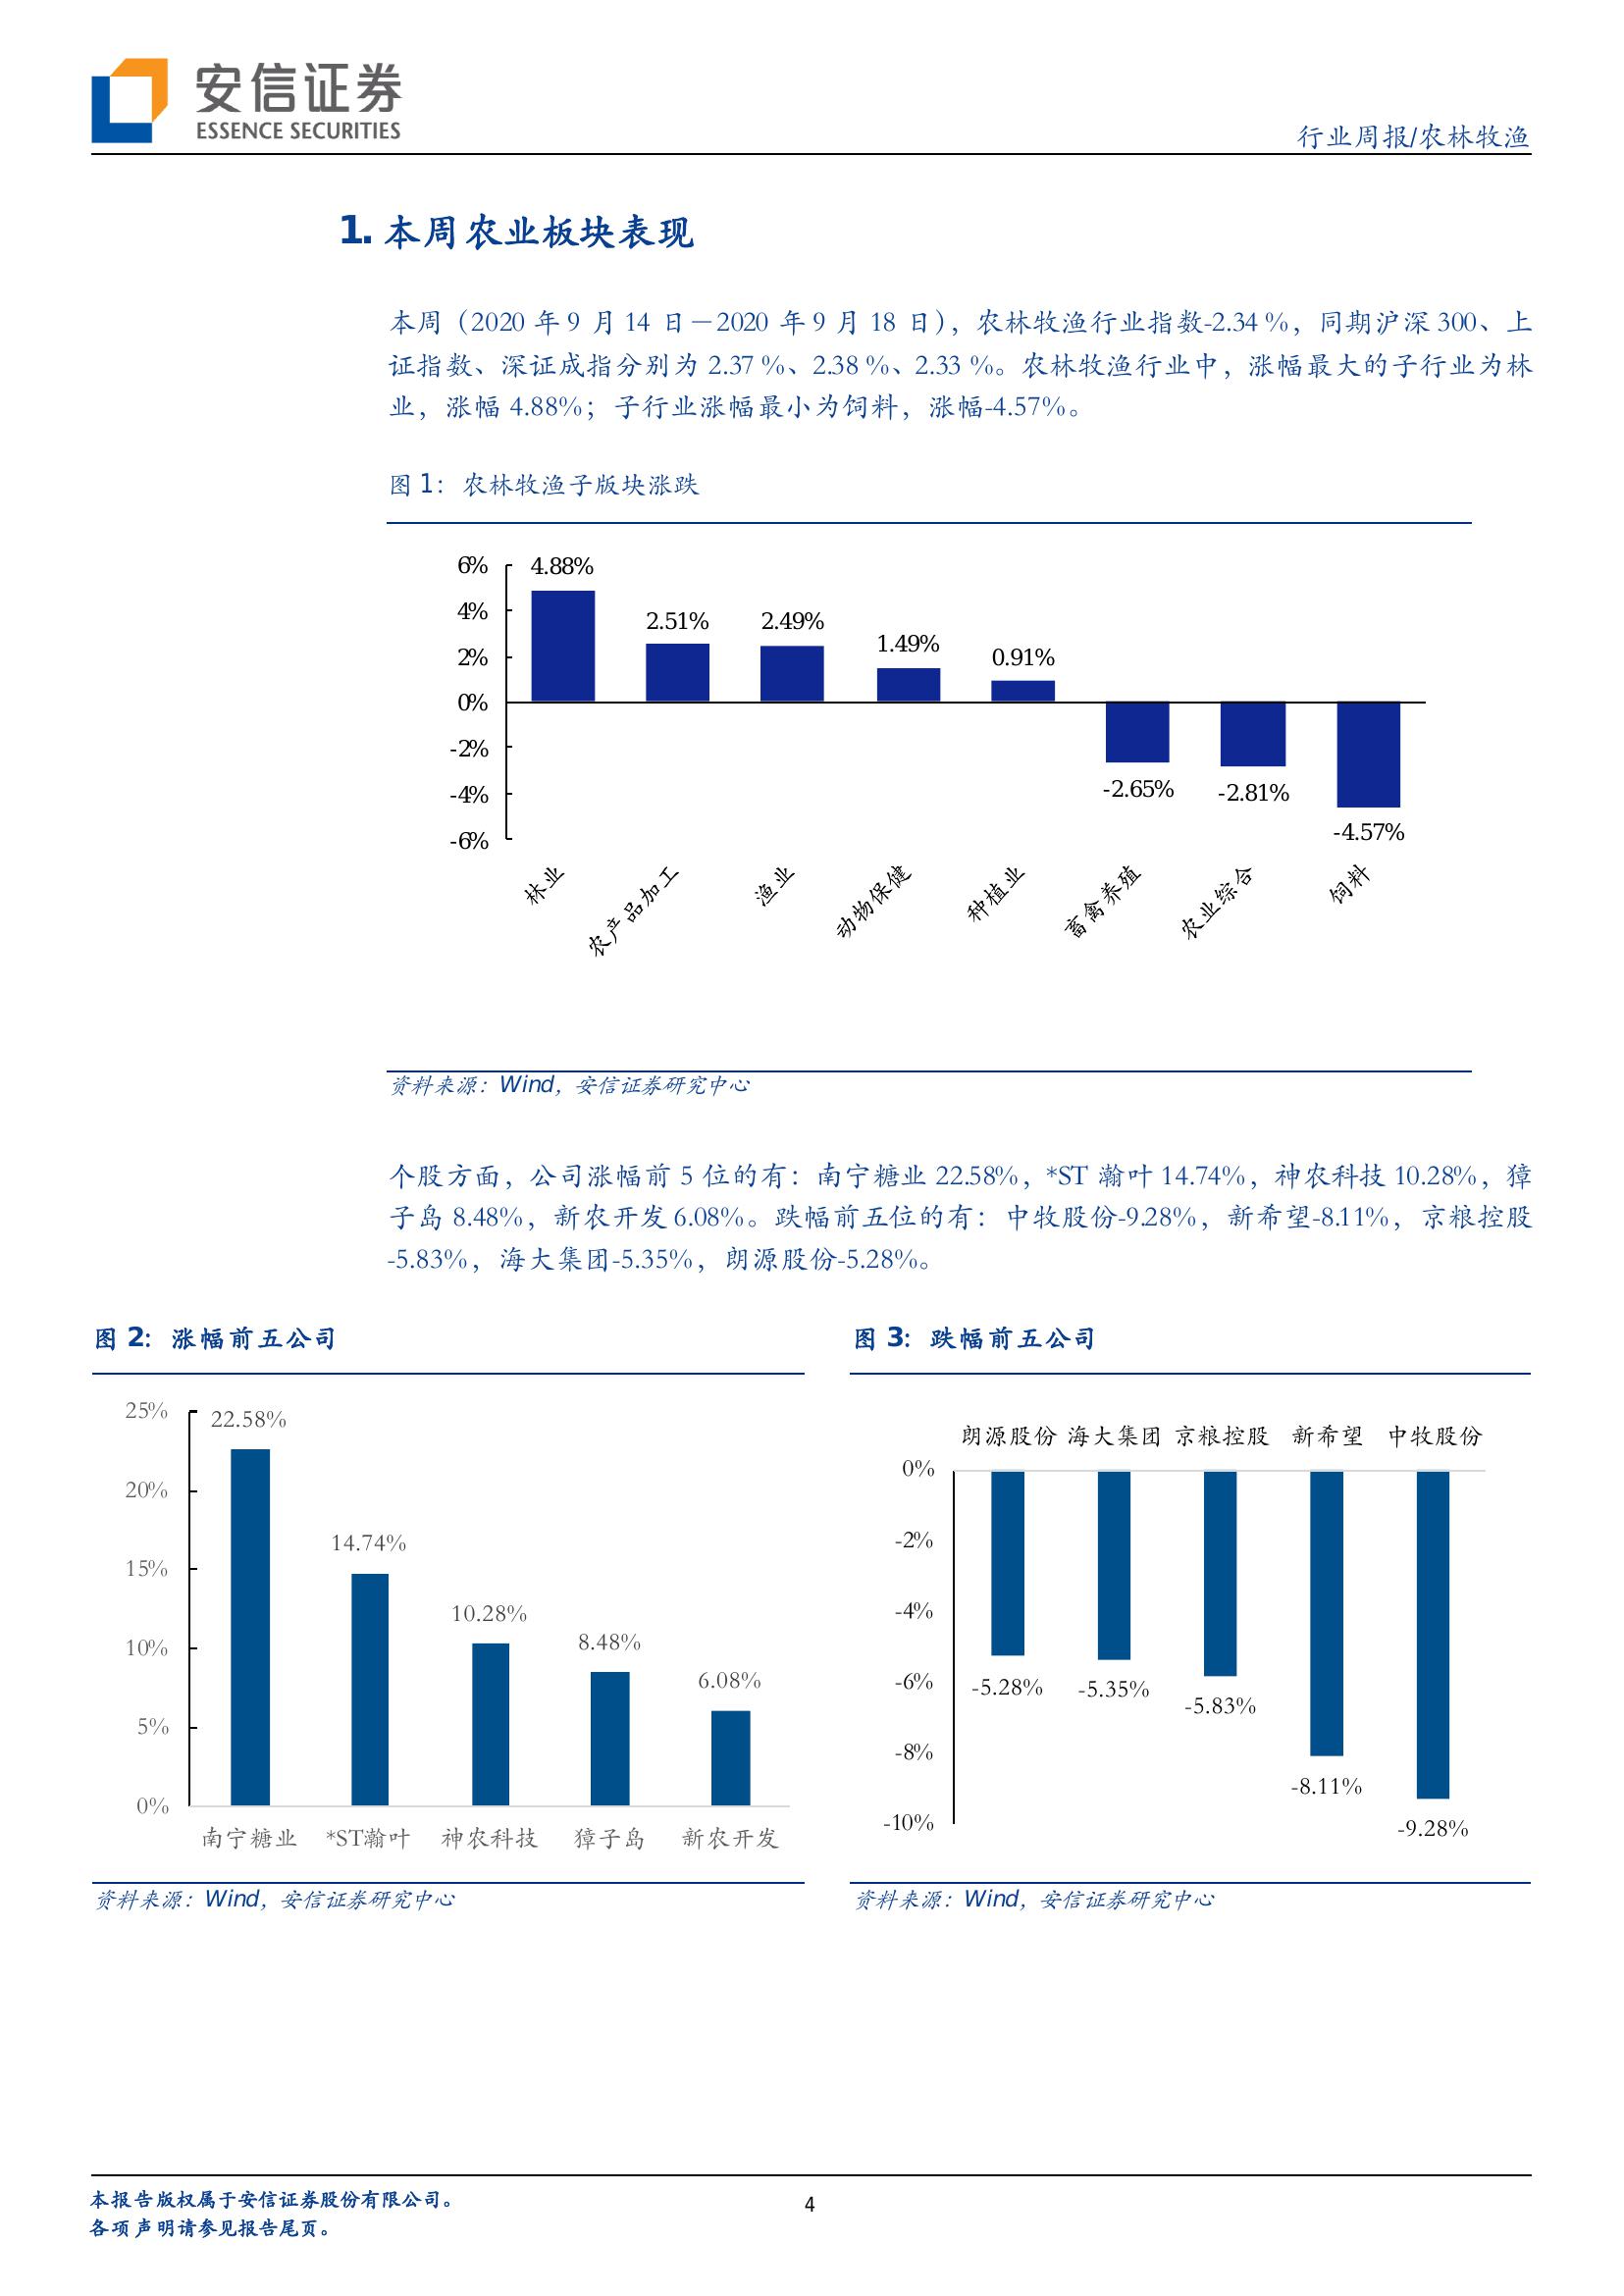 安信证券
ESSENCE SECURITIES
行业周报/农林牧渔
1. 本周农业板块表现
本周（2020 年 9 月 14 日－2020 年 9 月 18 日），农林牧渔行业指数-2.34 %，同期沪深 300、上
证指数、深证成指分别为 2.37 %、2.38 %、2.33 %。农林牧渔行业中，涨幅最大的子行业为林
业，涨幅 4.88%；子行业涨幅最小为饲料，涨幅-4.57%。
图 1：农林牧渔子版块涨跌
6%
4%
2%
0%
-2%
-4%
-6%
4.88%
2.51%
2.49%
1.49%
0.91%
-2.65%
-2.81%
-4.57%
林业
农产品加工
渔业
动物保健
种植业
畜禽养殖
农业综合
饲料
资料来源：Wind，安信证券研究中心
个股方面，公司涨幅前 5 位的有：南宁糖业 22.58%，*ST 瀚叶 14.74%，神农科技 10.28%，獐
子岛 8.48%，新农开发 6.08%。跌幅前五位的有：中牧股份-9.28%，新希望-8.11%，京粮控股
-5.83%，海大集团-5.35%，朗源股份-5.28%。
图 2：涨幅前五公司
25%
20%
15%
10%
5%
0%
22.58%
14.74%
10.28%
8.48%
6.08%
南宁糖业
*ST瀚叶
神农科技
獐子岛
新农开发
资料来源：Wind，安信证券研究中心
图 3：跌幅前五公司
朗源股份
海大集团
京粮控股
新希望
中牧股份
0%
-2%
-4%
-6%
-8%
-10%
-5.28%
-5.35%
-5.83%
-8.11%
-9.28%
资料来源：Wind，安信证券研究中心
本报告版权属于安信证券股份有限公司。
各项声明请参见报告尾页。
4